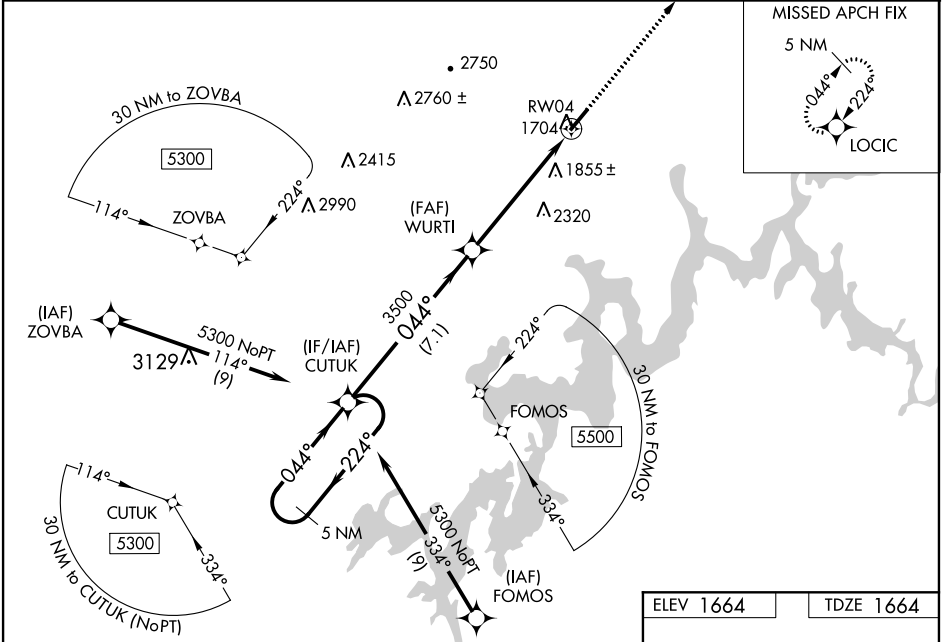 MISSED APCH FIX
5 NM
044°
224°
LOCIC
2750
2760 ±
RW04
1704
30 NM to ZOVBA
5300
2415
1855 ±
224°
2990
114°
ZOVBA
(FAF)
WURTI
2320
(IAF)
ZOVBA
5300 NoPT
114°
(9)
3129
(IF/IAF)
CUTUK
3500
044°
(7.1)
224°
30 NM to FOMOS
FOMOS
5500
334°
044°
224°
5 NM
114°
CUTUK
5300
334°
30 NM to CUTUK (NoPT)
5300 NoPT
334°
(9)
(IAF)
FOMOS
ELEV 1664
TDZE 1664